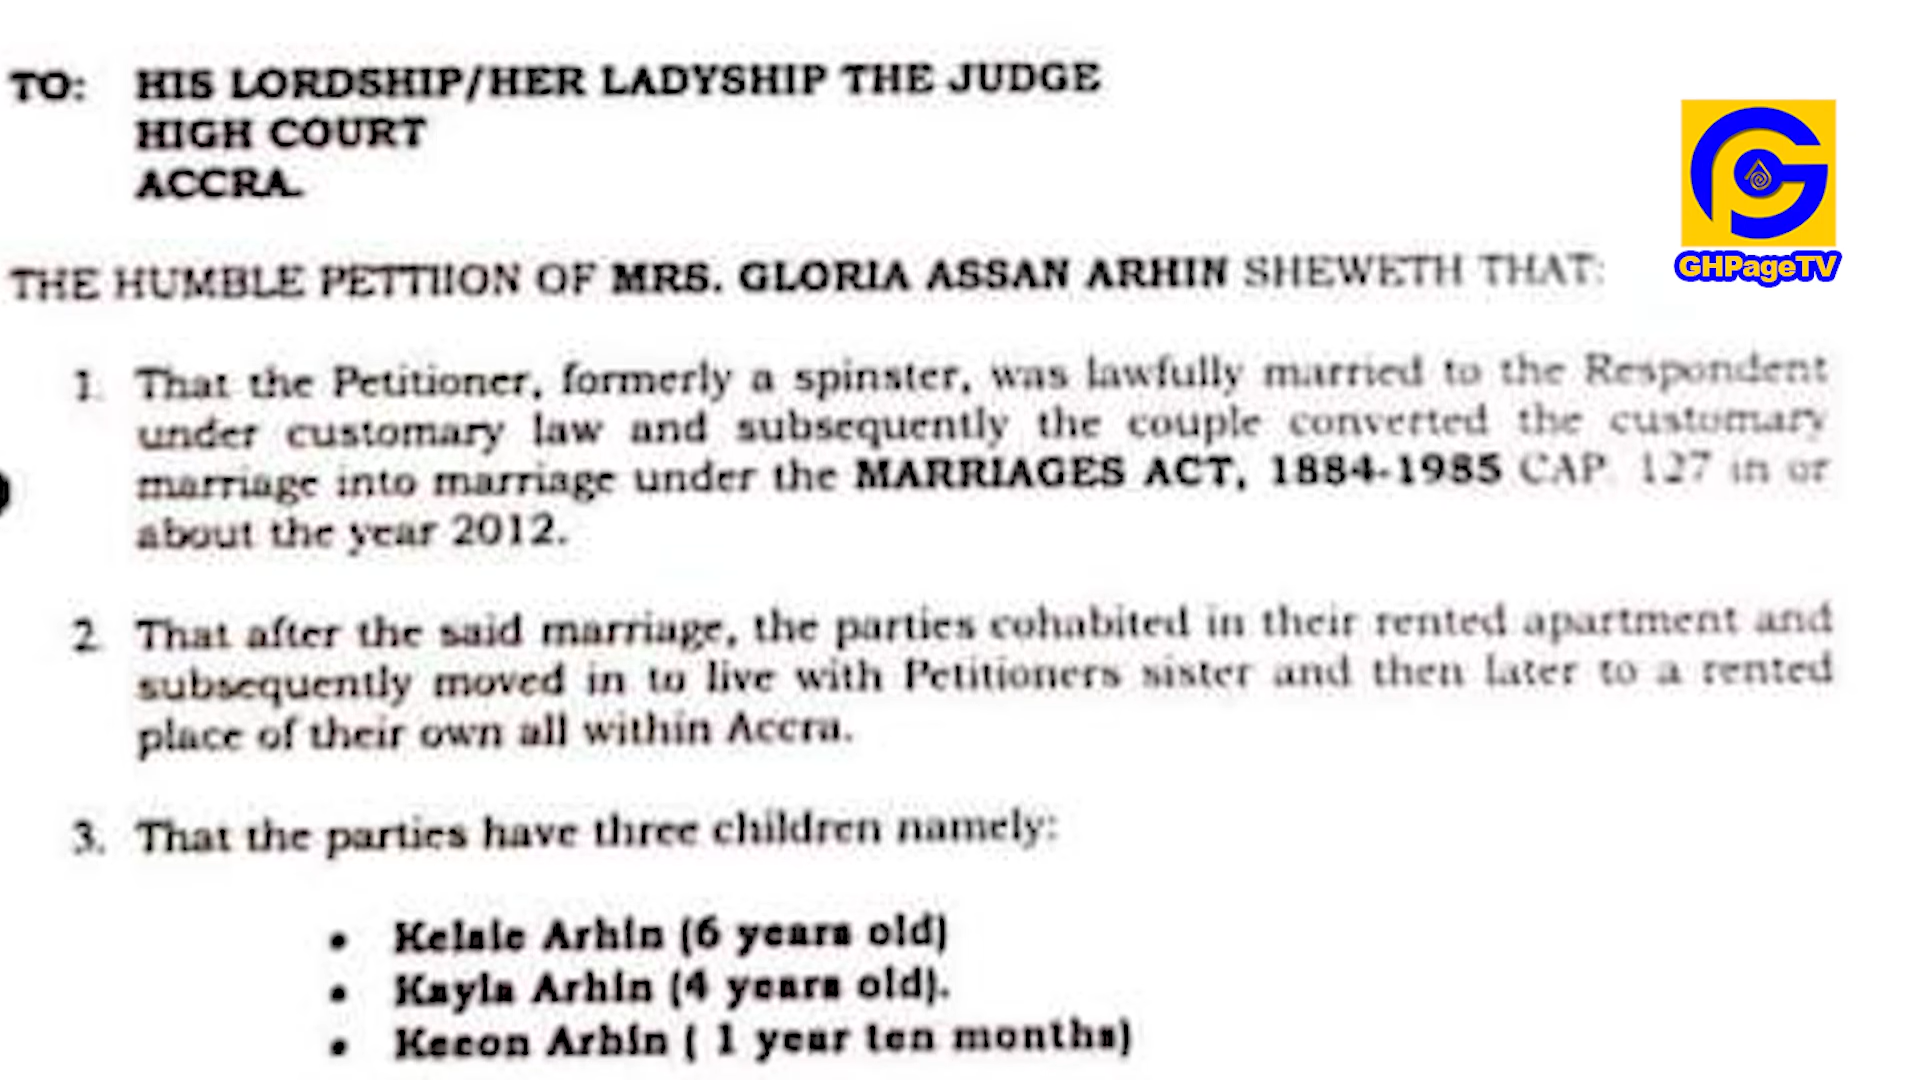 TO: HIS LORDSHIP/HER LADYSHIP THE JUDGE
HIGH COURT
ACCRA.
GHPageTV
THE HUMBLE PETTIION OF MRS. GLORIA ASSAN ARHIN SHEWETH THAT:
1. That the Petitioner, formerly a spinster, was lawfully married to the Respondent
under customary law and subsequently the couple converted the customary
marriage into marriage under the MARRIAGES ACT, 1884-1985 CAP. 127 in or
about the year 2012.
2. That after the said marriage, the parties cohabited in their rented apartment and
subsequently moved in to live with Petitioners sister and then later to a rented
place of their own all within Accra.
3. That the parties have three children namely:
• Kelsie Arhin (6 years old)
• Kayla Arhin (4 years old).
• Keeon Arhin ( 1 year ten months)